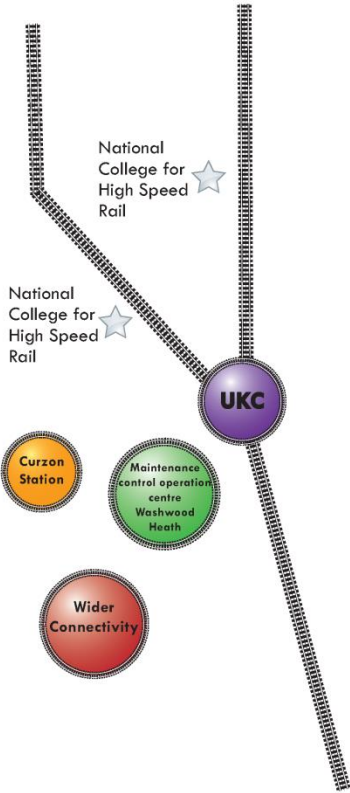 National
College for
High Speed
Rail
National
College for
High Speed
Rail
UKC
Curzon
Station
Maintenance
control operation
centre
Washwood
Heath
Wider
Connectivity